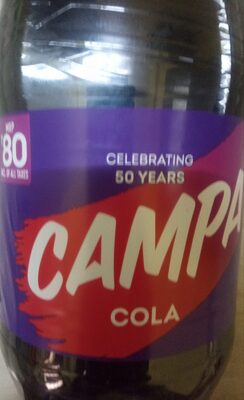 MRP
₹80
INCL. OF ALL TAXES
CELEBRATING
50 YEARS
CAMPA
COLA